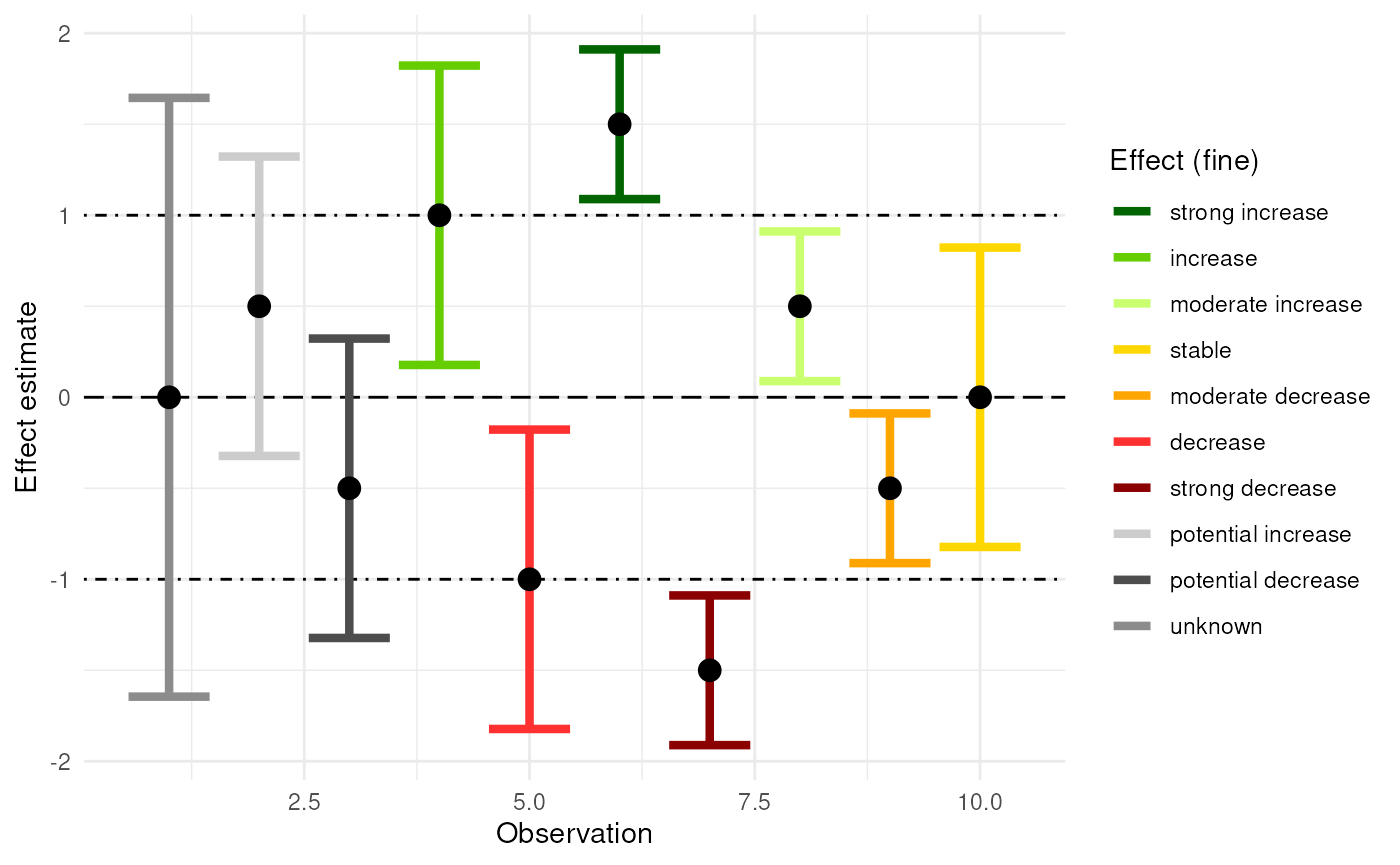 2
1
0
-1
-2
Effect estimate
2.5 5.0 7.5 10.0
Observation
Effect (fine)
strong increase
increase
moderate increase
stable
moderate decrease
decrease
strong decrease
potential increase
potential decrease
unknown